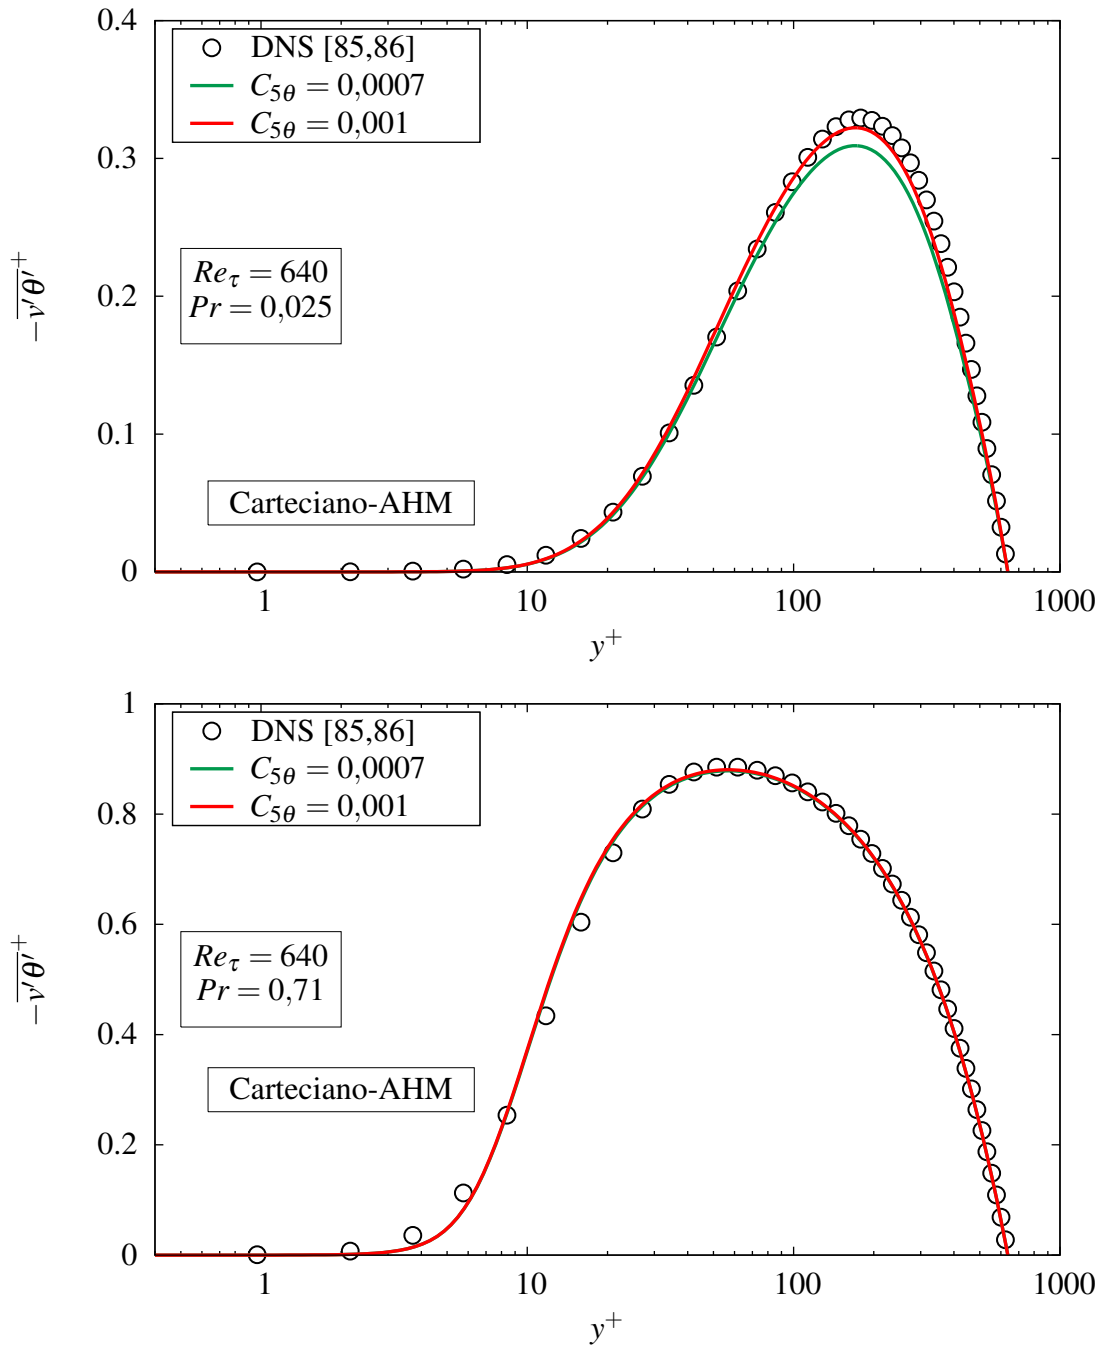 0.4
DNS [85,86]
C5θ = 0,0007
C5θ = 0,001
0.3
Reτ = 640
Pr = 0,025
−v′θ′+
0.2
0.1
Carteciano-AHM
0
1 10 100 1000
y+
1
DNS [85,86]
C5θ = 0,0007
C5θ = 0,001
0.8
0.6
Reτ = 640
Pr = 0,71
−v′θ′+
0.4
Carteciano-AHM
0.2
0
1 10 100 1000
y+